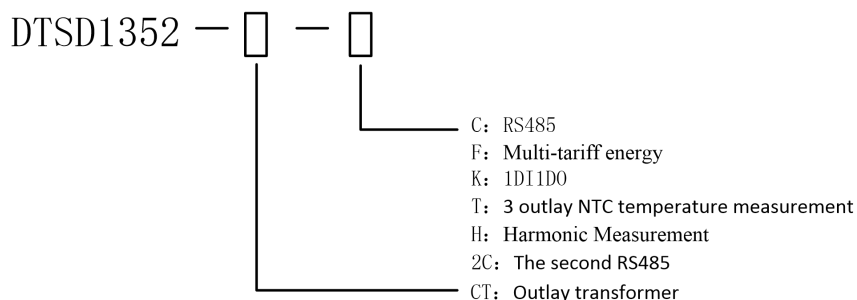 DTSD1352 — □ — □
C: RS485
F: Multi-tariff energy
K: 1DI1DO
T: 3 outlay NTC temperature measurement
H: Harmonic Measurement
2C: The second RS485
CT: Outlay transformer